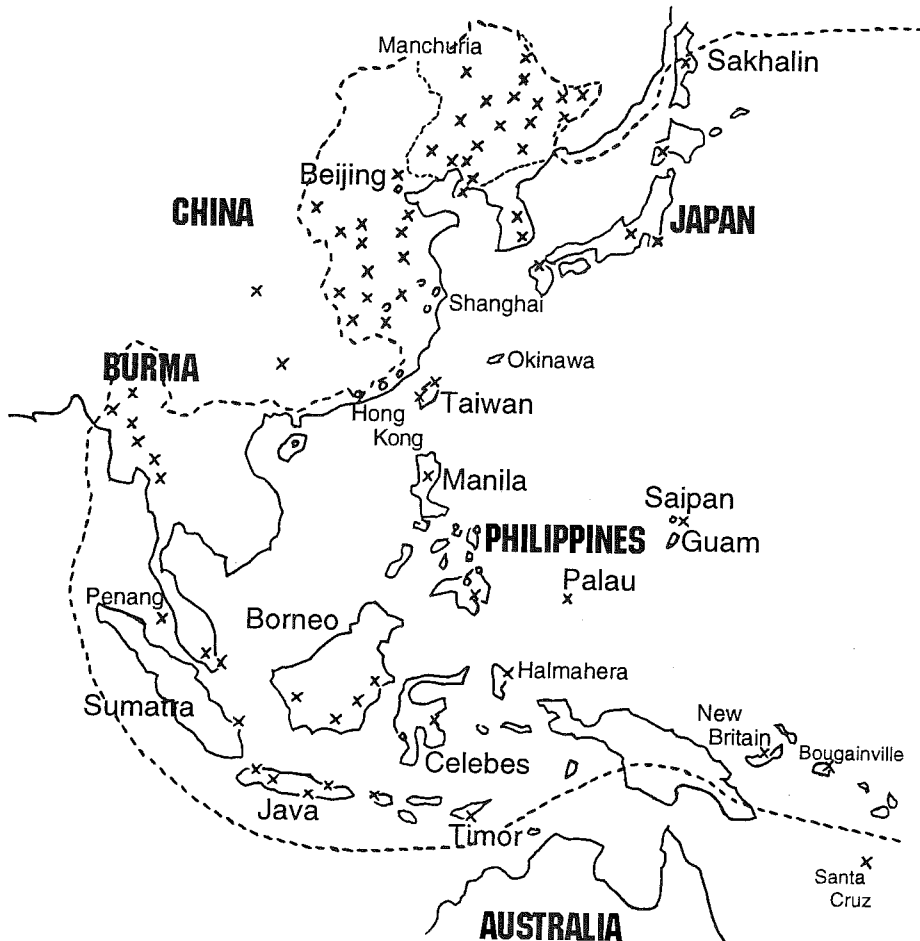 Manchuria
Sakhalin
Beijing
CHINA
JAPAN
Shanghai
BURMA
Okinawa
Hong
Kong
Taiwan
Manila
Saipan
PHILIPPINES
Guam
Palau
Penang
Borneo
Halmahera
Sumatra
New
Britain
Bougainville
Celebes
Java
Timor
Santa
Cruz
AUSTRALIA